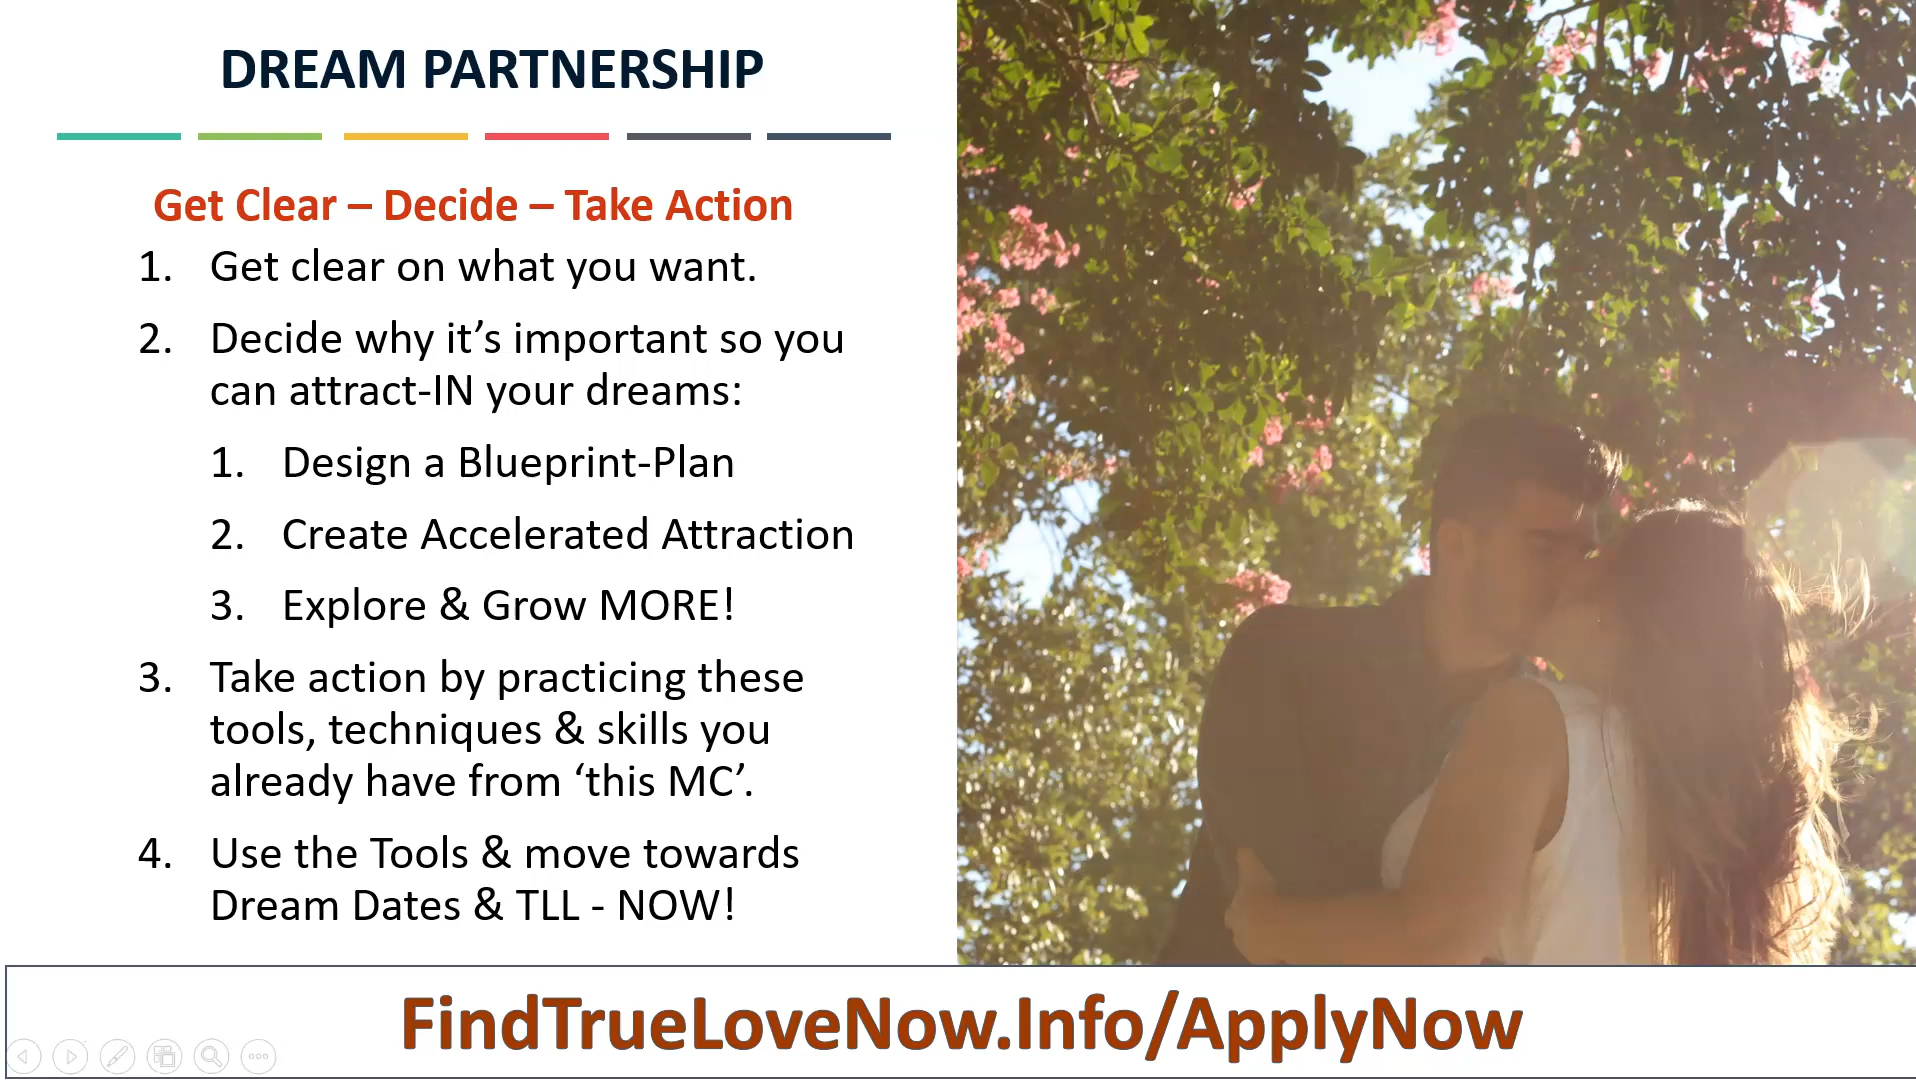 DREAM PARTNERSHIP
Get Clear – Decide – Take Action
1. Get clear on what you want.
2. Decide why it’s important so you
can attract-IN your dreams:
1. Design a Blueprint-Plan
2. Create Accelerated Attraction
3. Explore & Grow MORE!
3. Take action by practicing these
tools, techniques & skills you
already have from ‘this MC’.
4. Use the Tools & move towards
Dream Dates & TLL - NOW!
FindTrueLoveNow.Info/ApplyNow